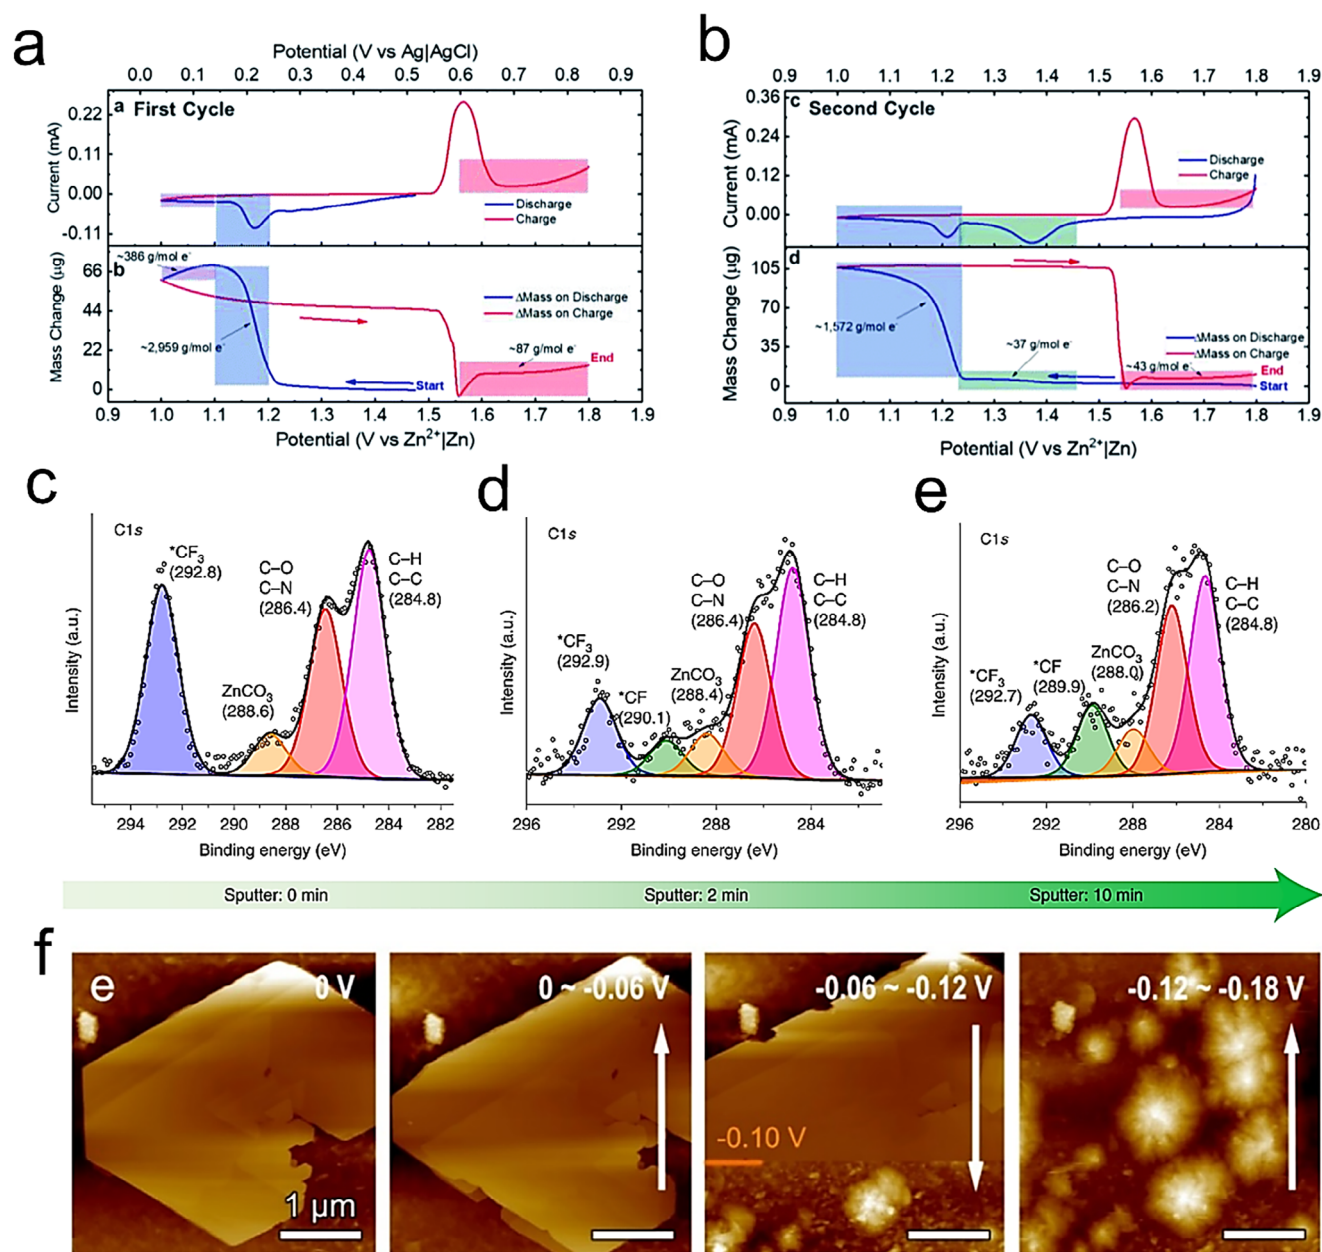 a
Potential (V vs Ag|AgCl)
0.0 0.1 0.2 0.3 0.4 0.5 0.6 0.7 0.8 0.9
a First Cycle
Current (mA)
0.22
0.11
0.00
-0.11
Discharge
Charge
b
Mass Change (µg)
66
44
22
0
~386 g/mol e⁻
~2,959 g/mol e⁻
ΔMass on Discharge
ΔMass on Charge
~87 g/mol e⁻
End
Start
0.9 1.0 1.1 1.2 1.3 1.4 1.5 1.6 1.7 1.8 1.9
Potential (V vs Zn²⁺|Zn)
b
0.9 1.0 1.1 1.2 1.3 1.4 1.5 1.6 1.7 1.8 1.9
c Second Cycle
Current (mA)
0.36
0.24
0.12
0.00
Discharge
Charge
d
Mass Change (µg)
105
70
35
0
~1,572 g/mol e⁻
~37 g/mol e⁻
ΔMass on Discharge
ΔMass on Charge
~43 g/mol e⁻
End
Start
0.9 1.0 1.1 1.2 1.3 1.4 1.5 1.6 1.7 1.8 1.9
Potential (V vs Zn²⁺|Zn)
c
C1s
Intensity (a.u.)
*CF₃
(292.8)
C–O
C–N
(286.4)
C–H
C–C
(284.8)
ZnCO₃
(288.6)
294 292 290 288 286 284 282
Binding energy (eV)
d
C1s
Intensity (a.u.)
*CF₃
(292.9)
*CF
(290.1)
ZnCO₃
(288.4)
C–O
C–N
(286.4)
C–H
C–C
(284.8)
296 292 288 284
Binding energy (eV)
e
C1s
Intensity (a.u.)
*CF₃
(292.7)
*CF
(289.9)
ZnCO₃
(288.0)
C–O
C–N
(286.2)
C–H
C–C
(284.8)
296 292 288 284 280
Binding energy (eV)
Sputter: 0 min
Sputter: 2 min
Sputter: 10 min
f
e
0 V
1 µm
0 ~ -0.06 V
-0.06 ~ -0.12 V
-0.10 V
-0.12 ~ -0.18 V